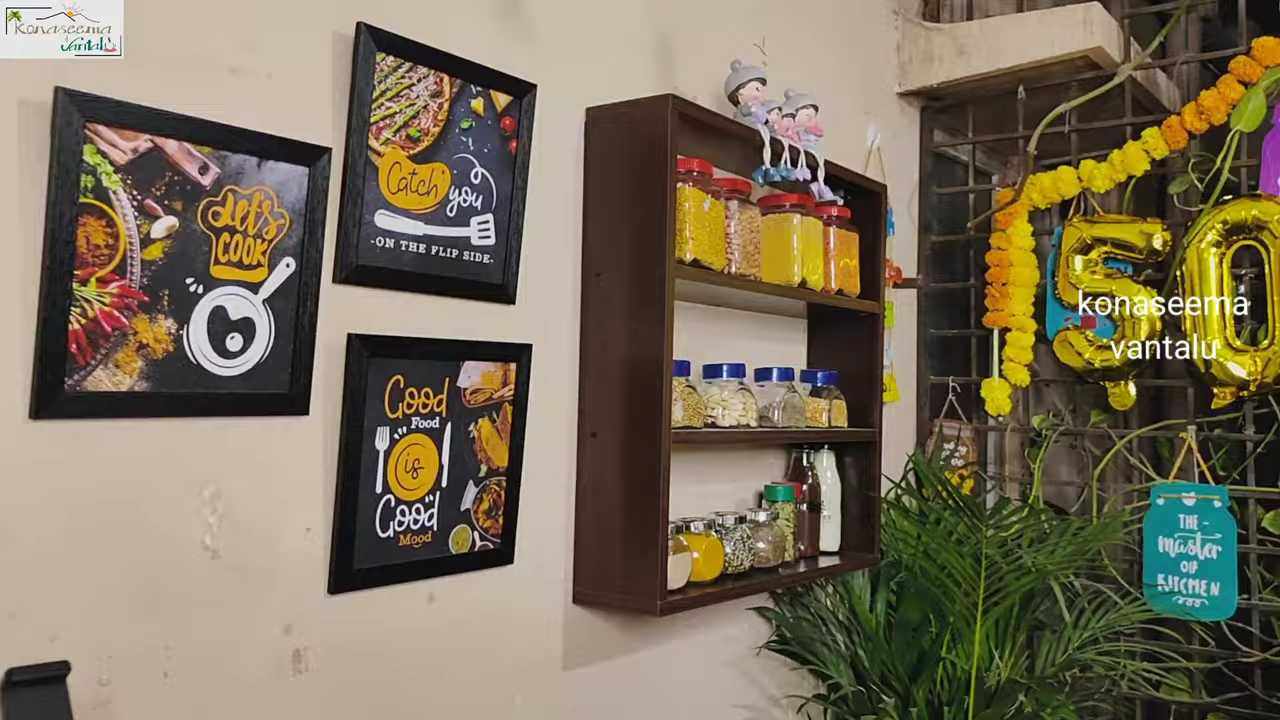 Konaseema
Vantalu
let's
COOK
Catch
you
-ON THE FLIP SIDE-
Good
Food
is
Good
Mood
50
konaseema
vantalu
THE-
master
OF
KITCHEN